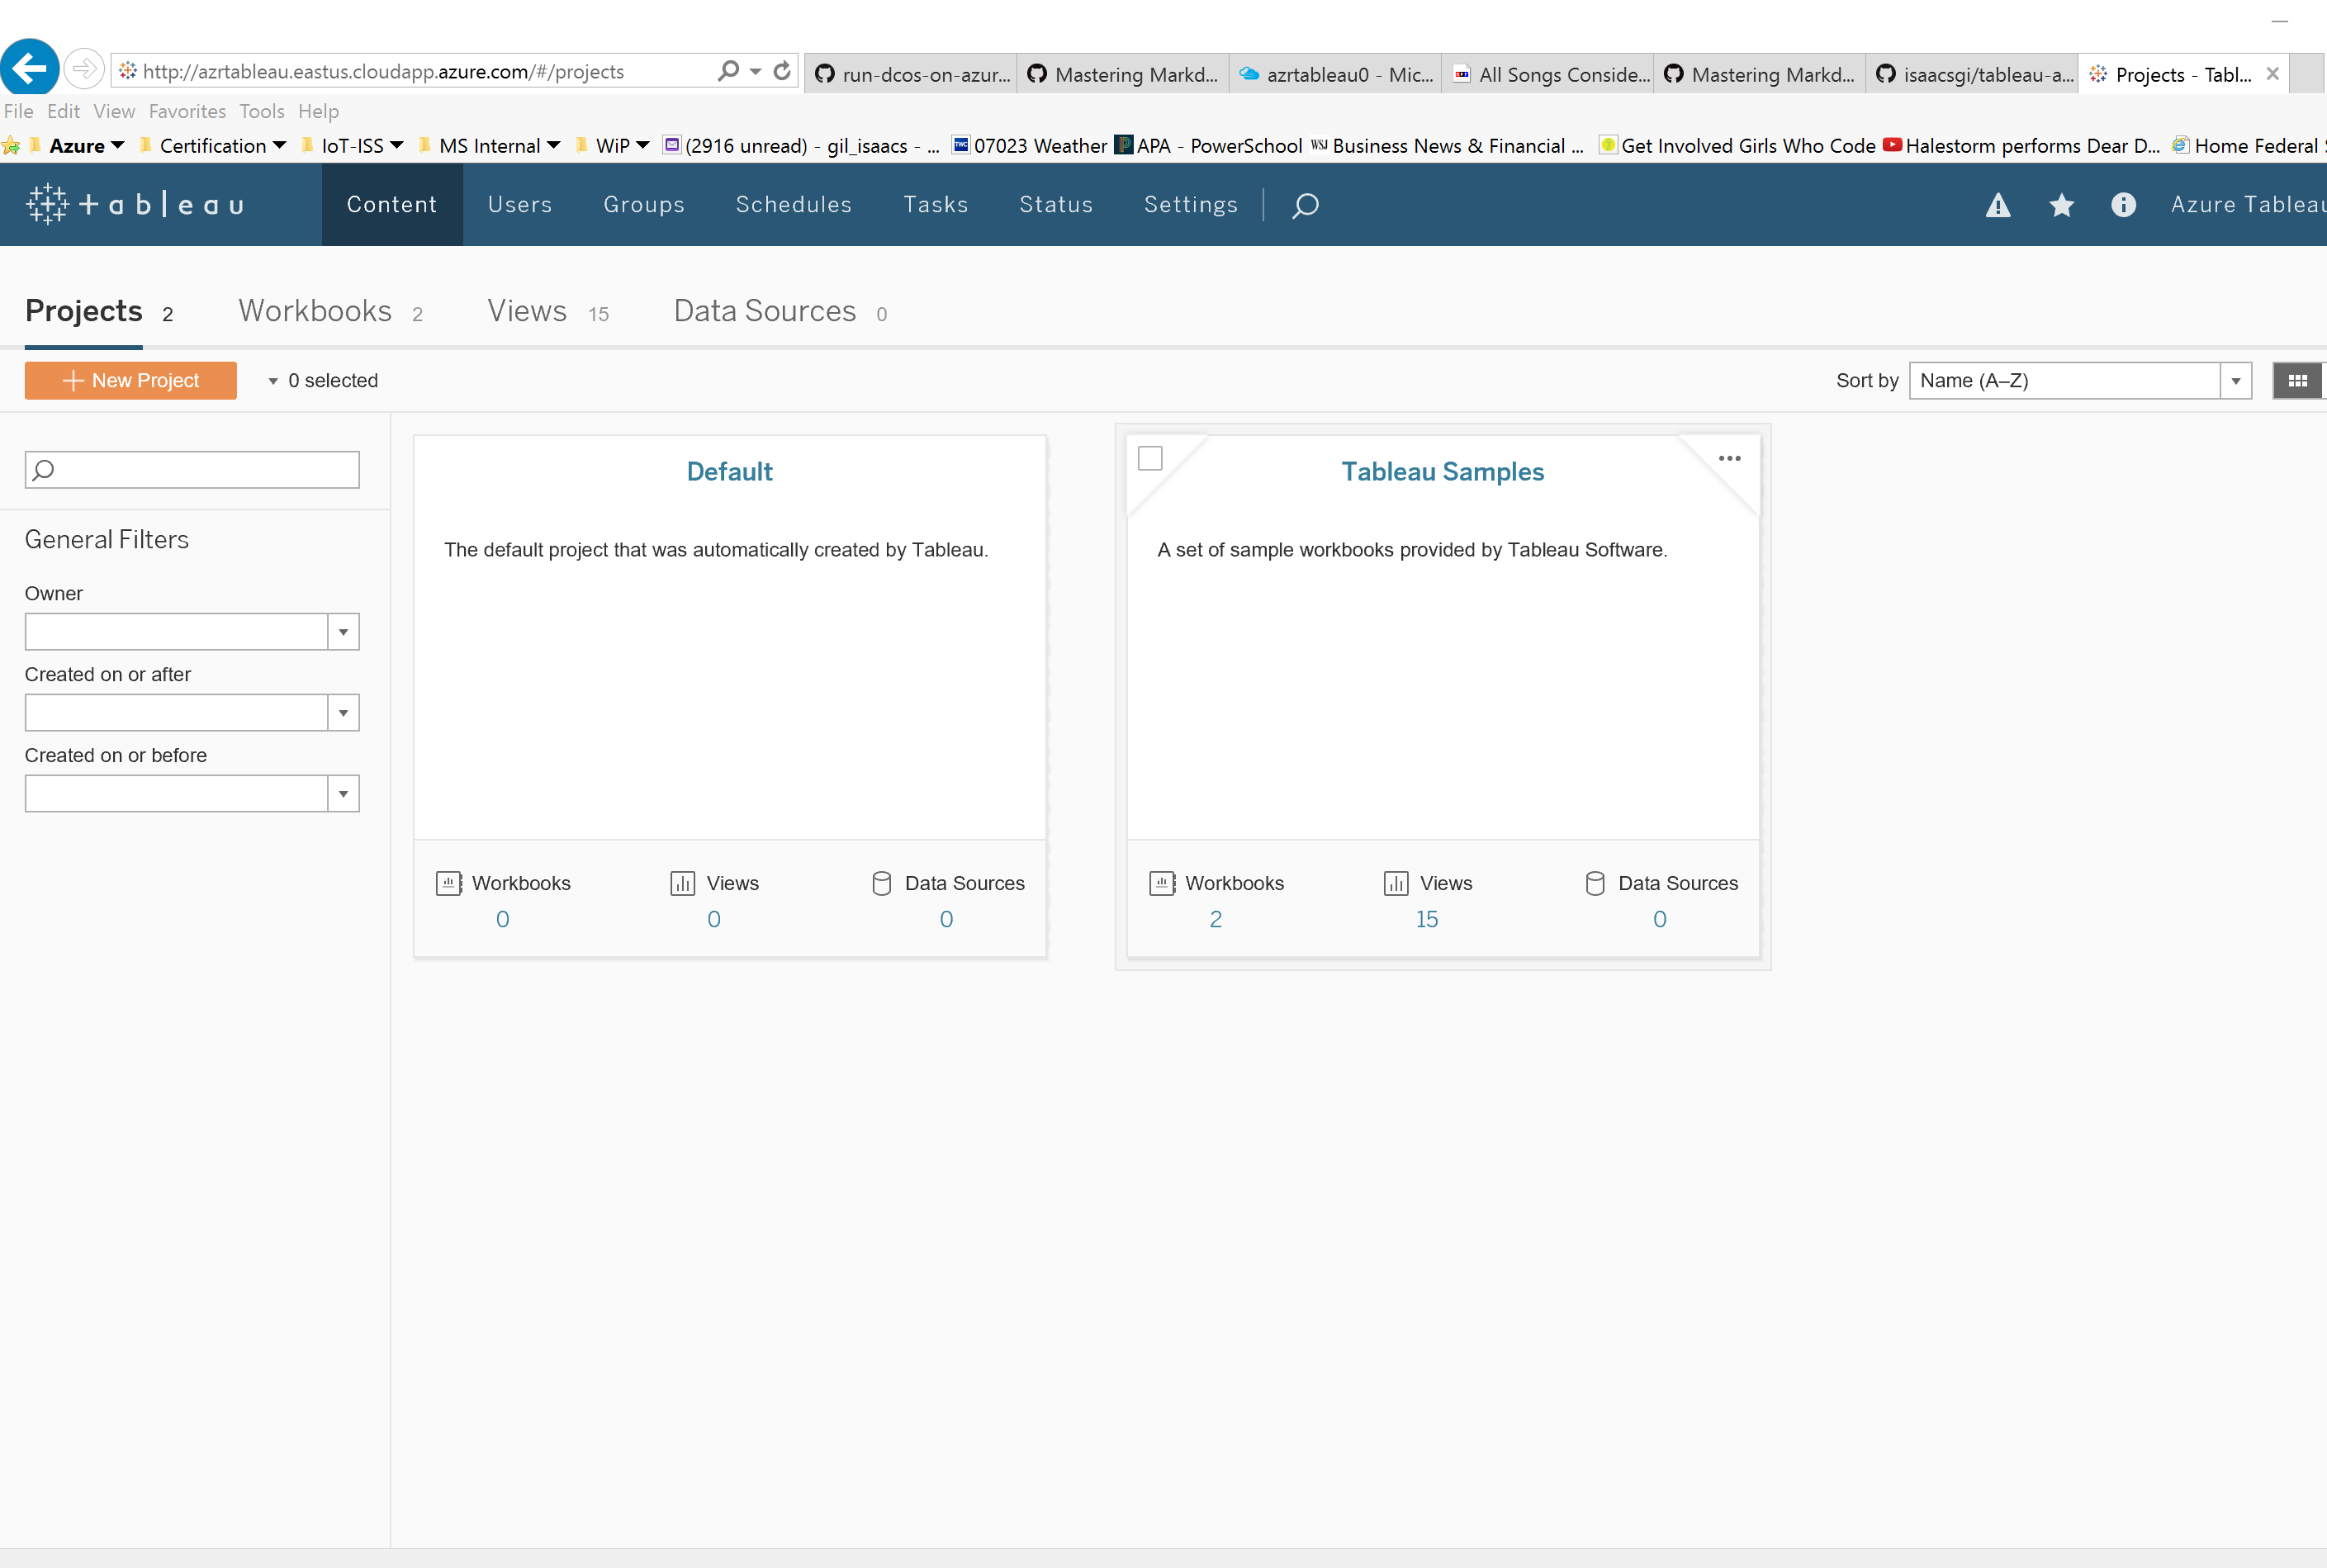 http://azrtableau.eastus.cloudapp.azure.com/#/projects
run-dcos-on-azur...
Mastering Markd...
azrtableau0 - Mic...
All Songs Conside...
Mastering Markd...
isaacsgi/tableau-a...
Projects - Tabl...
File Edit View Favorites Tools Help
Azure Certification IoT-ISS MS Internal WiP (2916 unread) - gil_isaacs - ... 07023 Weather APA - PowerSchool WSJ Business News & Financial ... Get Involved Girls Who Code Halestorm performs Dear D... Home Federal
+ a b | e a u
Content Users Groups Schedules Tasks Status Settings Azure Tableau
Projects 2 Workbooks 2 Views 15 Data Sources 0
New Project 0 selected Sort by Name (A–Z)
General Filters
Owner
Created on or after
Created on or before
Default
The default project that was automatically created by Tableau.
Workbooks Views Data Sources
0 0 0
Tableau Samples
A set of sample workbooks provided by Tableau Software.
Workbooks Views Data Sources
2 15 0